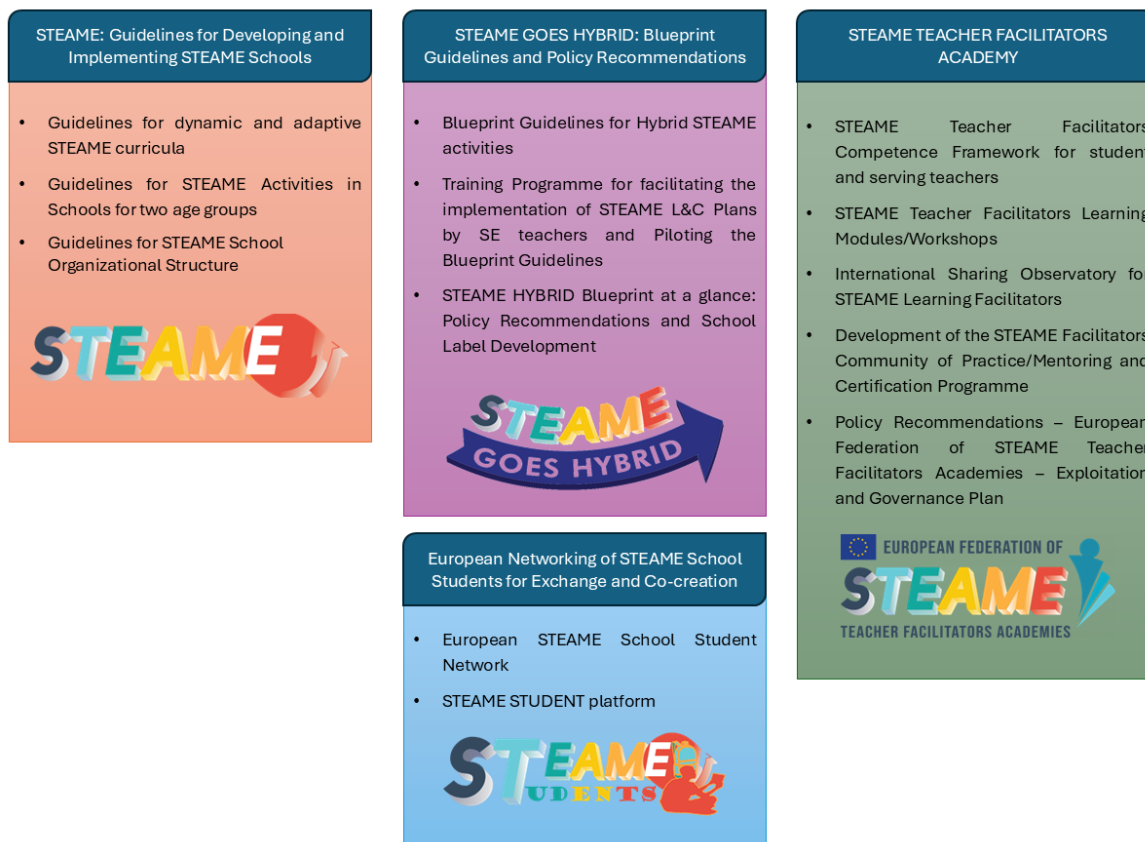 STEAME: Guidelines for Developing and
Implementing STEAME Schools
• Guidelines for dynamic and adaptive
STEAME curricula
• Guidelines for STEAME Activities in
Schools for two age groups
• Guidelines for STEAME School
Organizational Structure
STEAME
STEAME GOES HYBRID: Blueprint
Guidelines and Policy Recommendations
• Blueprint Guidelines for Hybrid STEAME
activities
• Training Programme for facilitating the
implementation of STEAME L&C Plans
by SE teachers and Piloting the
Blueprint Guidelines
• STEAME HYBRID Blueprint at a glance:
Policy Recommendations and School
Label Development
STEAME
GOES HYBRID
European Networking of STEAME School
Students for Exchange and Co-creation
• European STEAME School Student
Network
• STEAME STUDENT platform
STEAME
STUDENTS
STEAME TEACHER FACILITATORS
ACADEMY
• STEAME Teacher Facilitators
Competence Framework for student
and serving teachers
• STEAME Teacher Facilitators Learning
Modules/Workshops
• International Sharing Observatory for
STEAME Learning Facilitators
• Development of the STEAME Facilitators
Community of Practice/Mentoring and
Certification Programme
• Policy Recommendations – European
Federation of STEAME Teacher
Facilitators Academies – Exploitation
and Governance Plan
EUROPEAN FEDERATION OF
STEAME
TEACHER FACILITATORS ACADEMIES